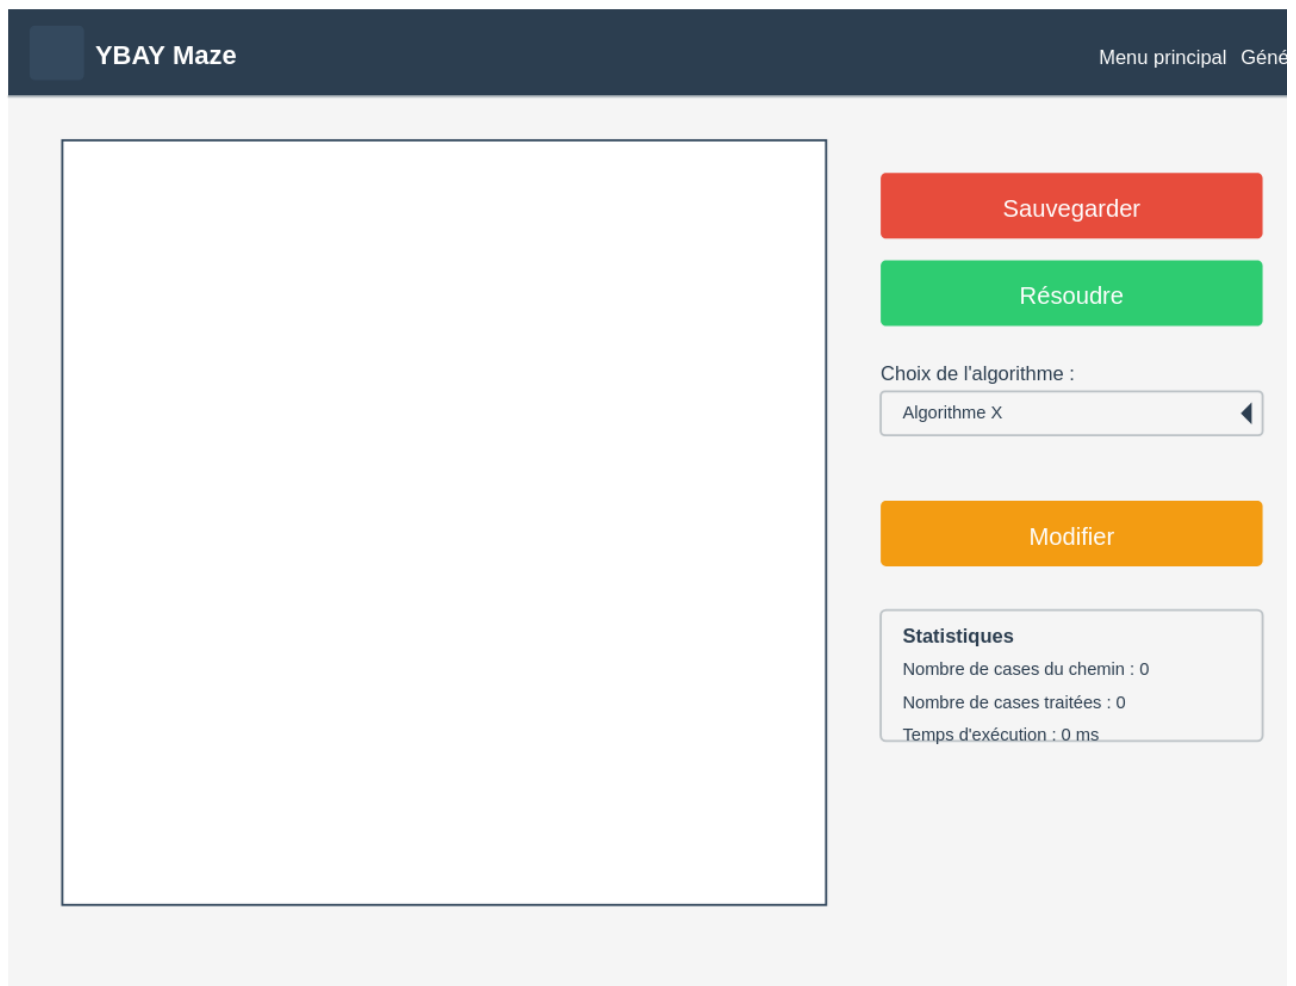 YBAY Maze
Menu principal Géné
Sauvegarder
Résoudre
Choix de l'algorithme :
Algorithme X
Modifier
Statistiques
Nombre de cases du chemin : 0
Nombre de cases traitées : 0
Temps d'exécution : 0 ms